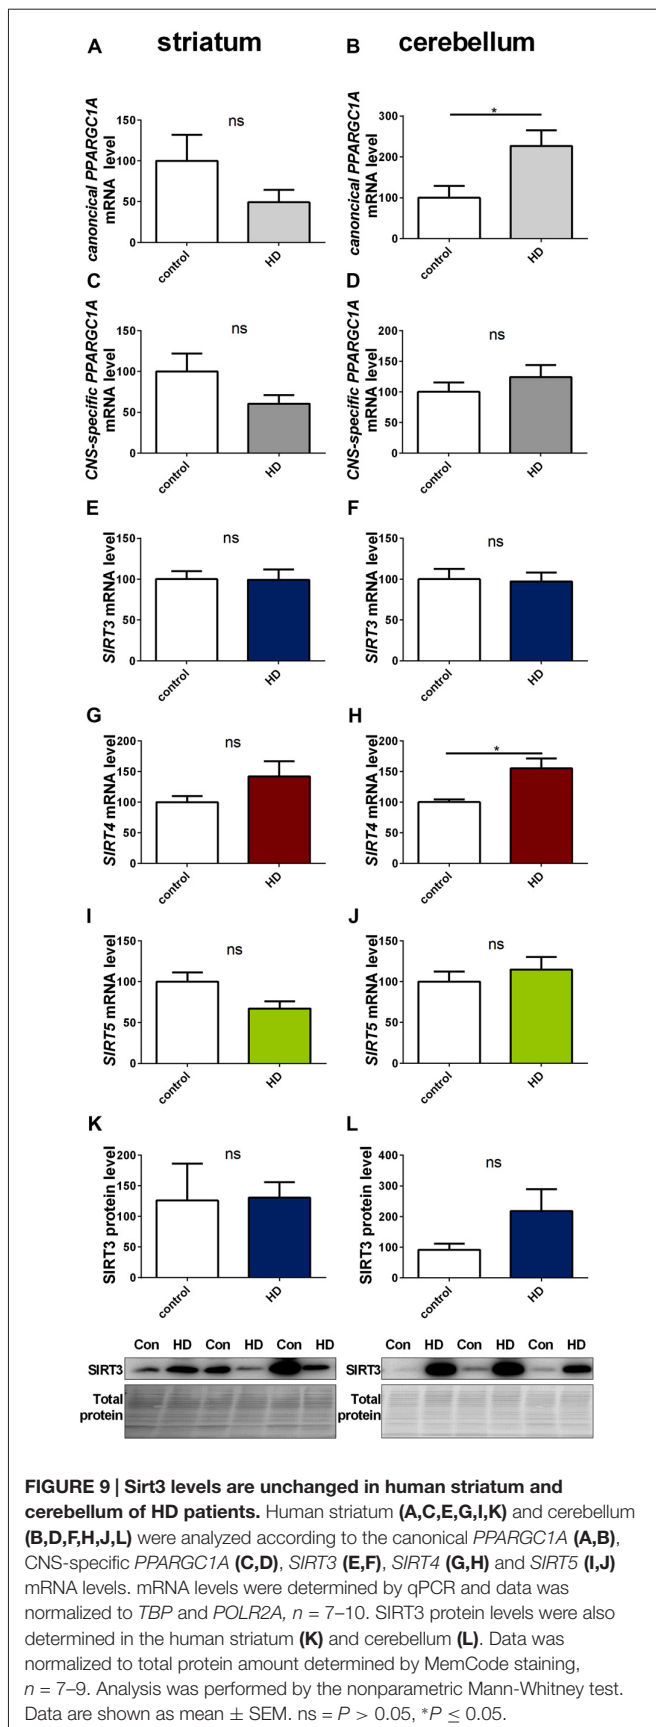 A striatum B cerebellum
canoncical PPARGC1A
mRNA level
150
100
50
0
ns
control
HD
canoncical PPARGC1A
mRNA level
300
200
100
0
*
control
HD
C
CNS-specific PPARGC1A
mRNA level
150
100
50
0
ns
control
HD
D
CNS-specific PPARGC1A
mRNA level
200
150
100
50
0
ns
control
HD
E
SIRT3 mRNA level
150
100
50
0
ns
control
HD
F
SIRT3 mRNA level
150
100
50
0
ns
control
HD
G
SIRT4 mRNA level
200
150
100
50
0
ns
control
HD
H
SIRT4 mRNA level
200
150
100
50
0
*
control
HD
I
SIRT5 mRNA level
150
100
50
0
ns
control
HD
J
SIRT5 mRNA level
150
100
50
0
ns
control
HD
K
SIRT3 protein level
200
150
100
50
0
ns
control
HD
L
SIRT3 protein level
400
300
200
100
0
ns
control
HD
Con HD Con HD Con HD
SIRT3
Total
protein
Con HD Con HD Con HD
SIRT3
Total
protein
FIGURE 9 | Sirt3 levels are unchanged in human striatum and
cerebellum of HD patients. Human striatum (A,C,E,G,I,K) and cerebellum
(B,D,F,H,J,L) were analyzed according to the canonical PPARGC1A (A,B),
CNS-specific PPARGC1A (C,D), SIRT3 (E,F), SIRT4 (G,H) and SIRT5 (I,J)
mRNA levels. mRNA levels were determined by qPCR and data was
normalized to TBP and POLR2A, n = 7–10. SIRT3 protein levels were also
determined in the human striatum (K) and cerebellum (L). Data was
normalized to total protein amount determined by MemCode staining,
n = 7–9. Analysis was performed by the nonparametric Mann-Whitney test.
Data are shown as mean ± SEM. ns = P > 0.05, *P ≤ 0.05.